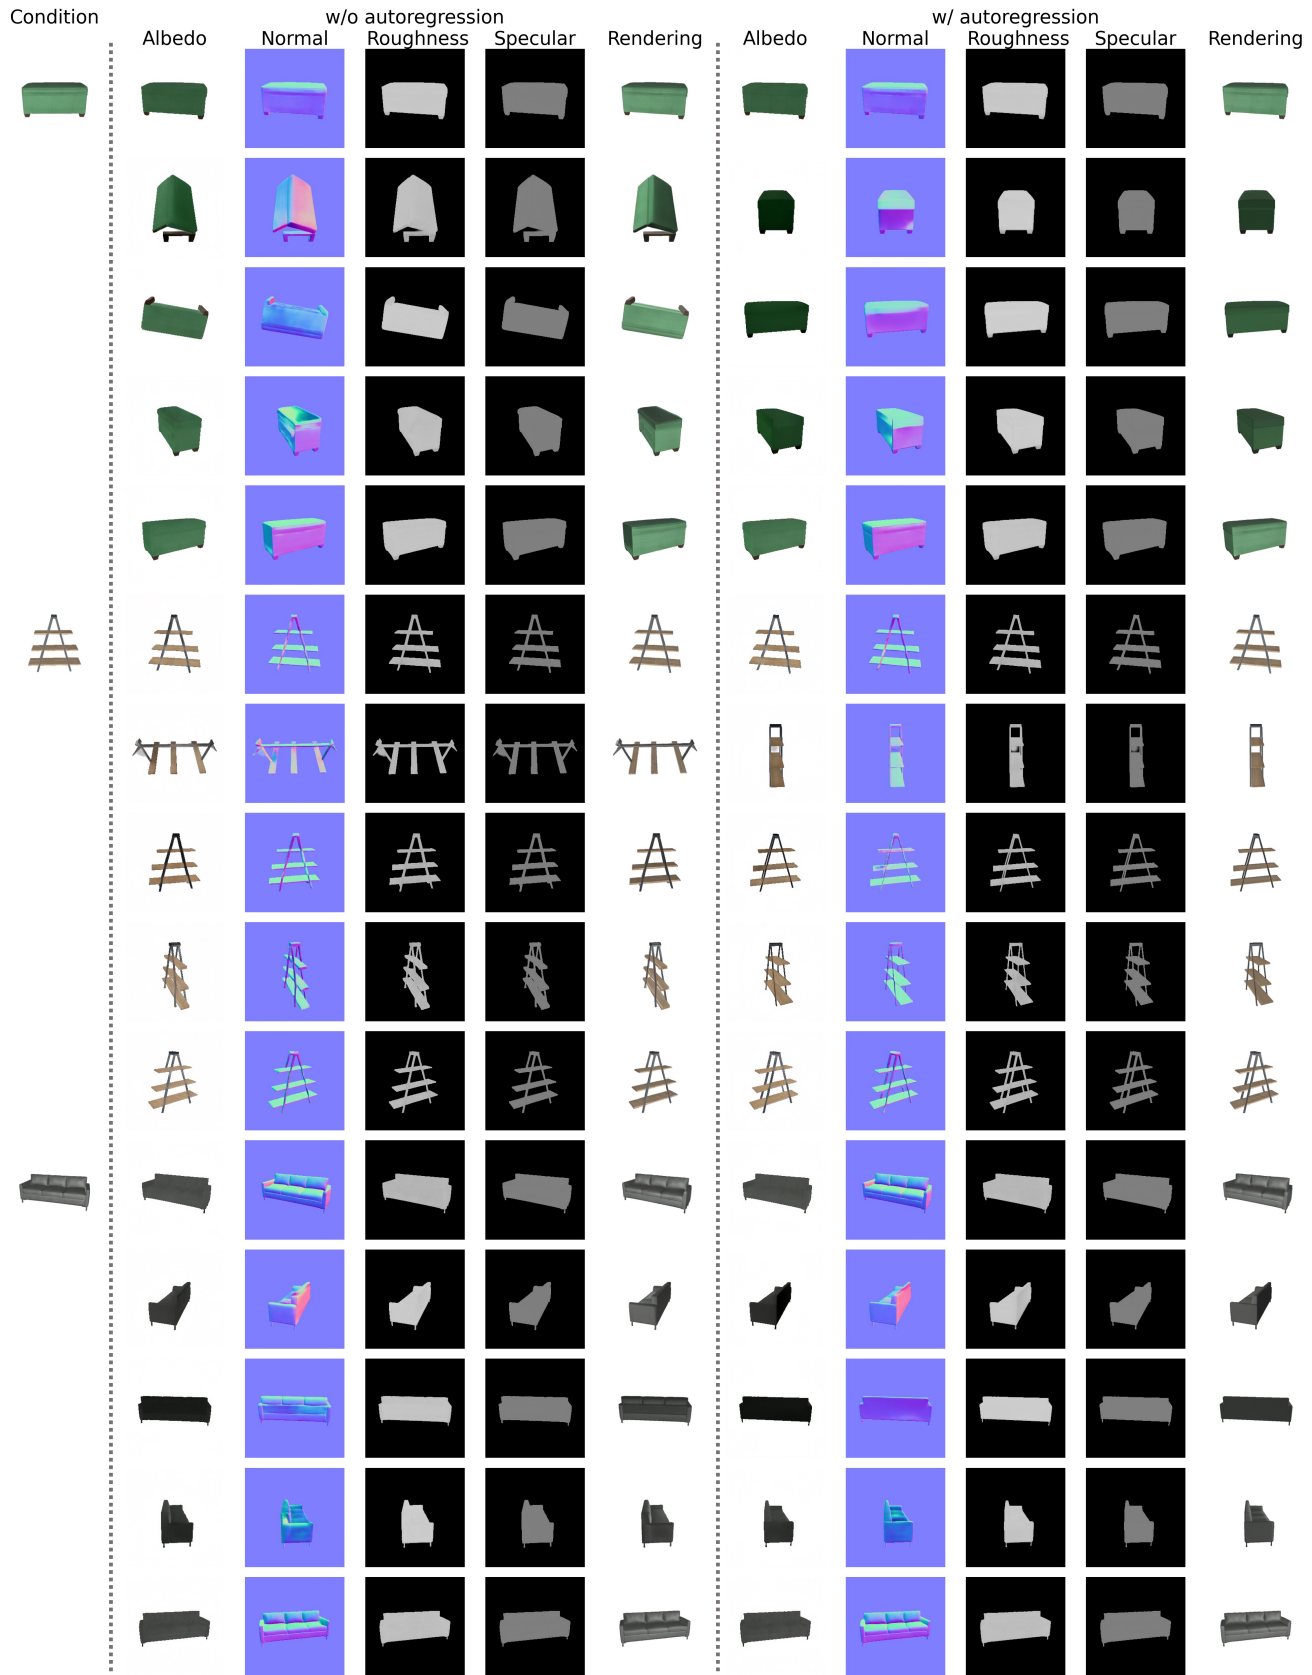 Condition
w/o autoregression
w/ autoregression
Albedo Normal Roughness Specular Rendering Albedo Normal Roughness Specular Rendering